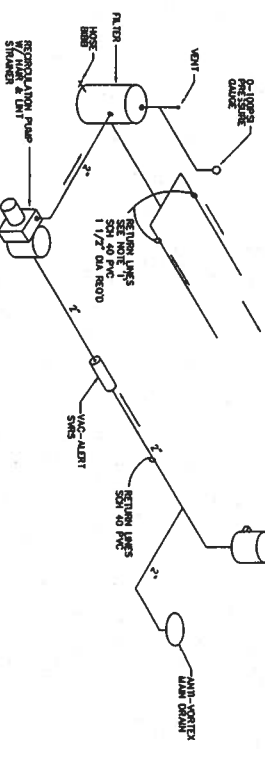 0-100PSI
PRESSURE
GAUGE
VENT
FILTER
HOSE
BIBB
RETURN LINES
SEE NOTE "1"
SCH 40 PVC
1 1/2" DIA REQ'D
2"
RECIRCULATION PUMP
W/ HAIR & LINT
STRAINER
2"
VAC-ALERT
SVRS
2"
RETURN LINES
SCH 40 PVC
2"
ANTI-VORTEX
MAIN DRAIN